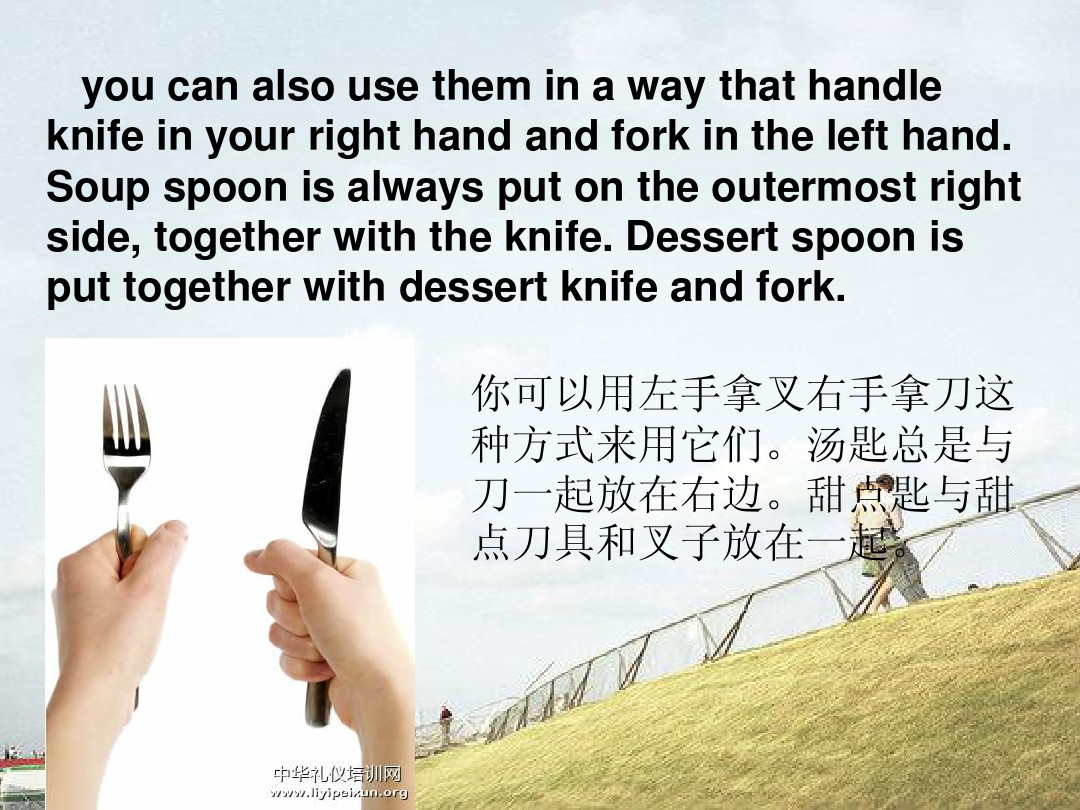 you can also use them in a way that handle
knife in your right hand and fork in the left hand.
Soup spoon is always put on the outermost right
side, together with the knife. Dessert spoon is
put together with dessert knife and fork.
你可以用左手拿叉右手拿刀这
种方式来用它们。汤匙总是与
刀一起放在右边。甜点匙与甜
点刀具和叉子放在一起。
中华礼仪培训网
www.liyipeixun.org